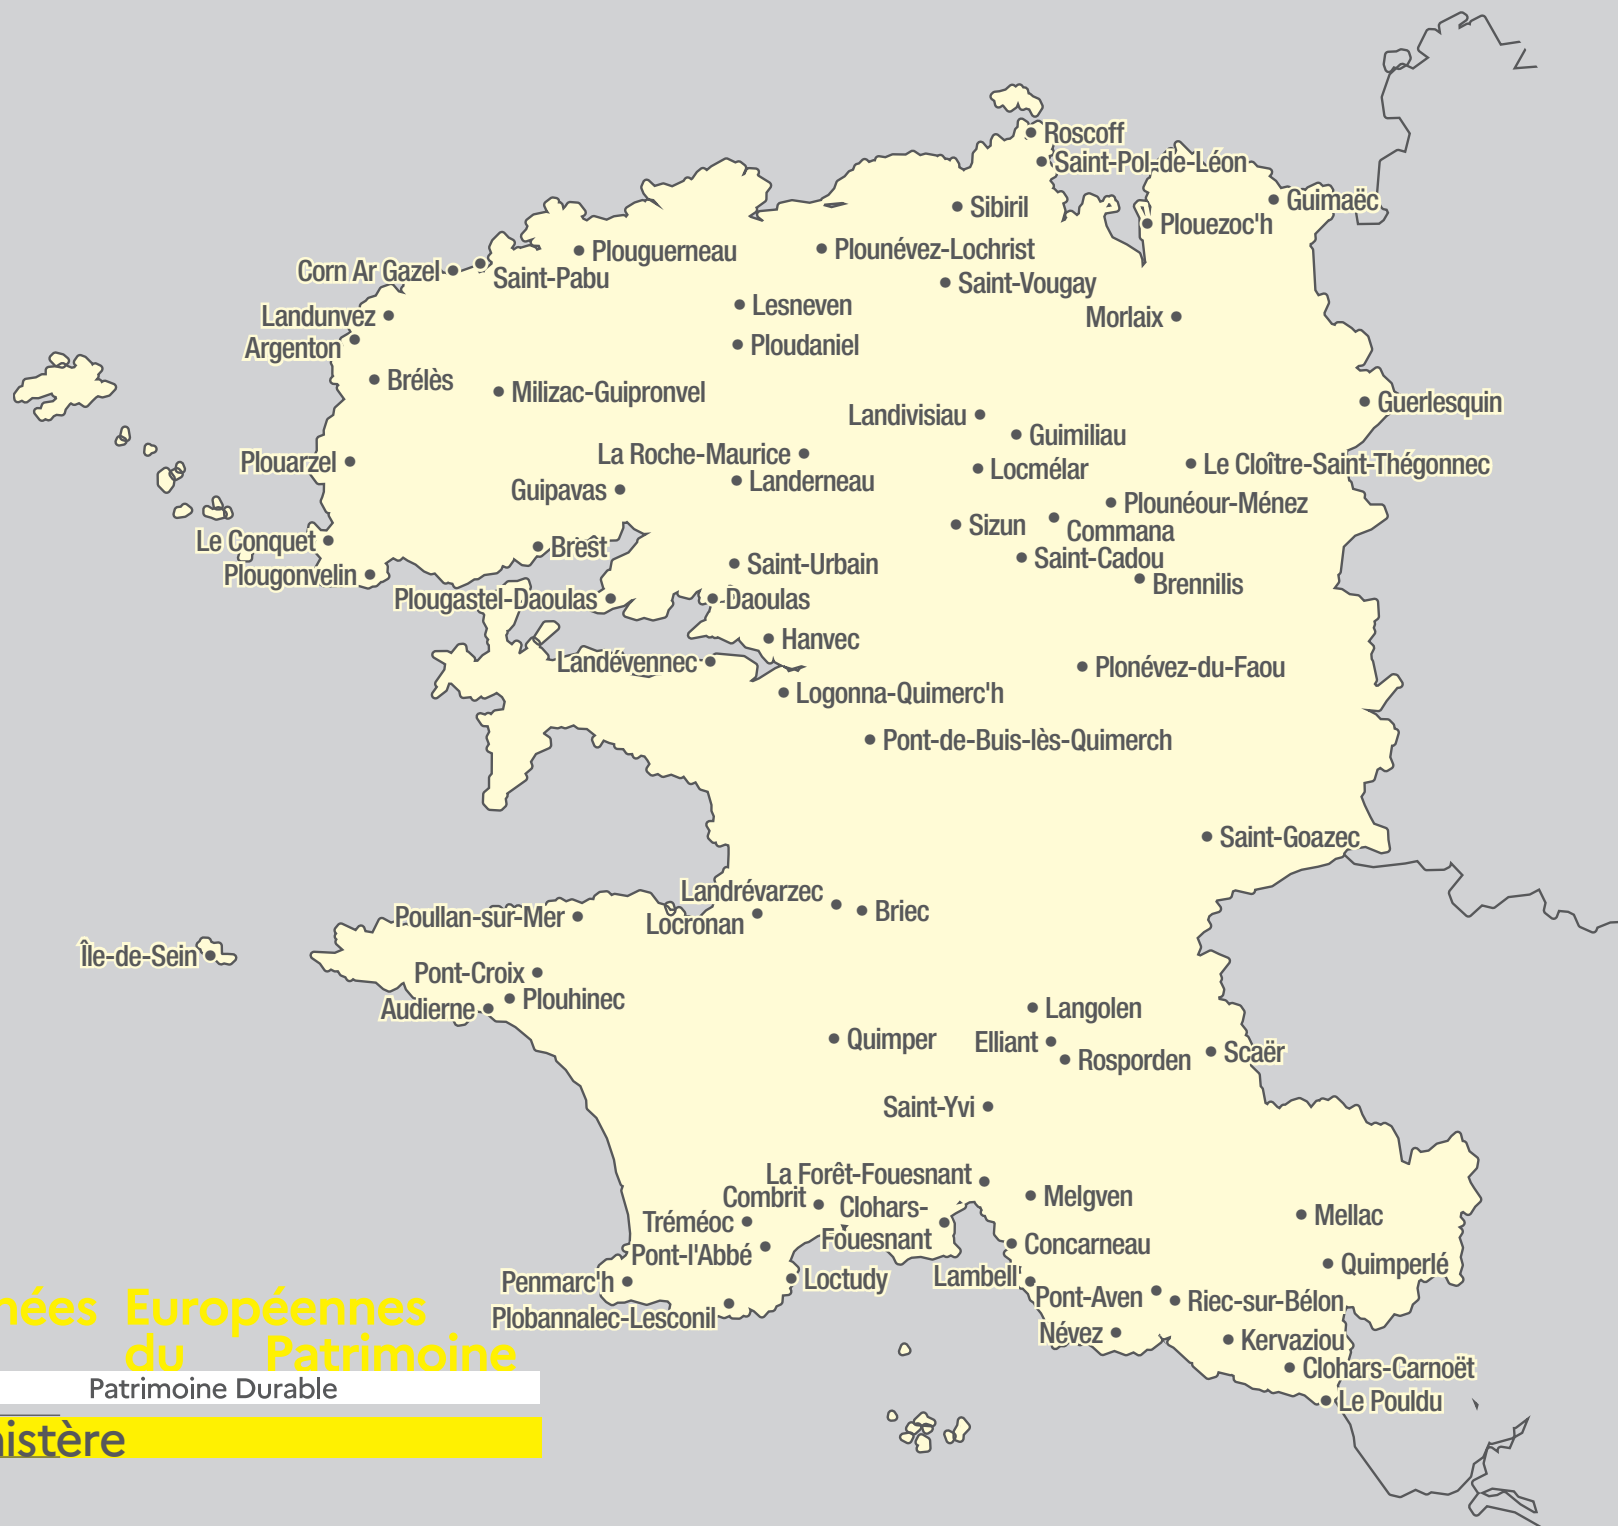 Roscoff
Saint-Pol-de-Léon
Guimaëc
Sibiril
Plouezoc'h
Plouguerneau
Plounévez-Lochrist
Corn Ar Gazel
Saint-Pabu
Saint-Vougay
Lesneven
Landunvez
Morlaix
Argenton
Ploudaniel
Brélès
Milizac-Guipronvel
Guerlesquin
Landivisiau
Guimiliau
La Roche-Maurice
Plouarzel
Le Cloître-Saint-Thégonnec
Locmélar
Landerneau
Guipavas
Plounéour-Ménez
Sizun
Commana
Le Conquet
Brest
Saint-Cadou
Saint-Urbain
Plougonvelin
Brennilis
Plougastel-Daoulas
Daoulas
Hanvec
Landévennec
Plonévez-du-Faou
Logonna-Quimerc'h
Pont-de-Buis-lès-Quimerch
Saint-Goazec
Landrévarzec
Briec
Poullan-sur-Mer
Locronan
Île-de-Sein
Pont-Croix
Plouhinec
Audierne
Langolen
Quimper
Elliant
Scaër
Rosporden
Saint-Yvi
La Forêt-Fouesnant
Combrit
Melgven
Clohars-
Fouesnant
Mellac
Tréméoc
Concarneau
Pont-l'Abbé
Quimperlé
Lambell'
Loctudy
Penmarc'h
Pont-Aven
Riec-sur-Bélon
Plobannalec-Lesconil
Névez
Kervaziou
Clohars-Carnoët
Le Pouldu
nées Européennes
du Patrimoine
Patrimoine Durable
nistère